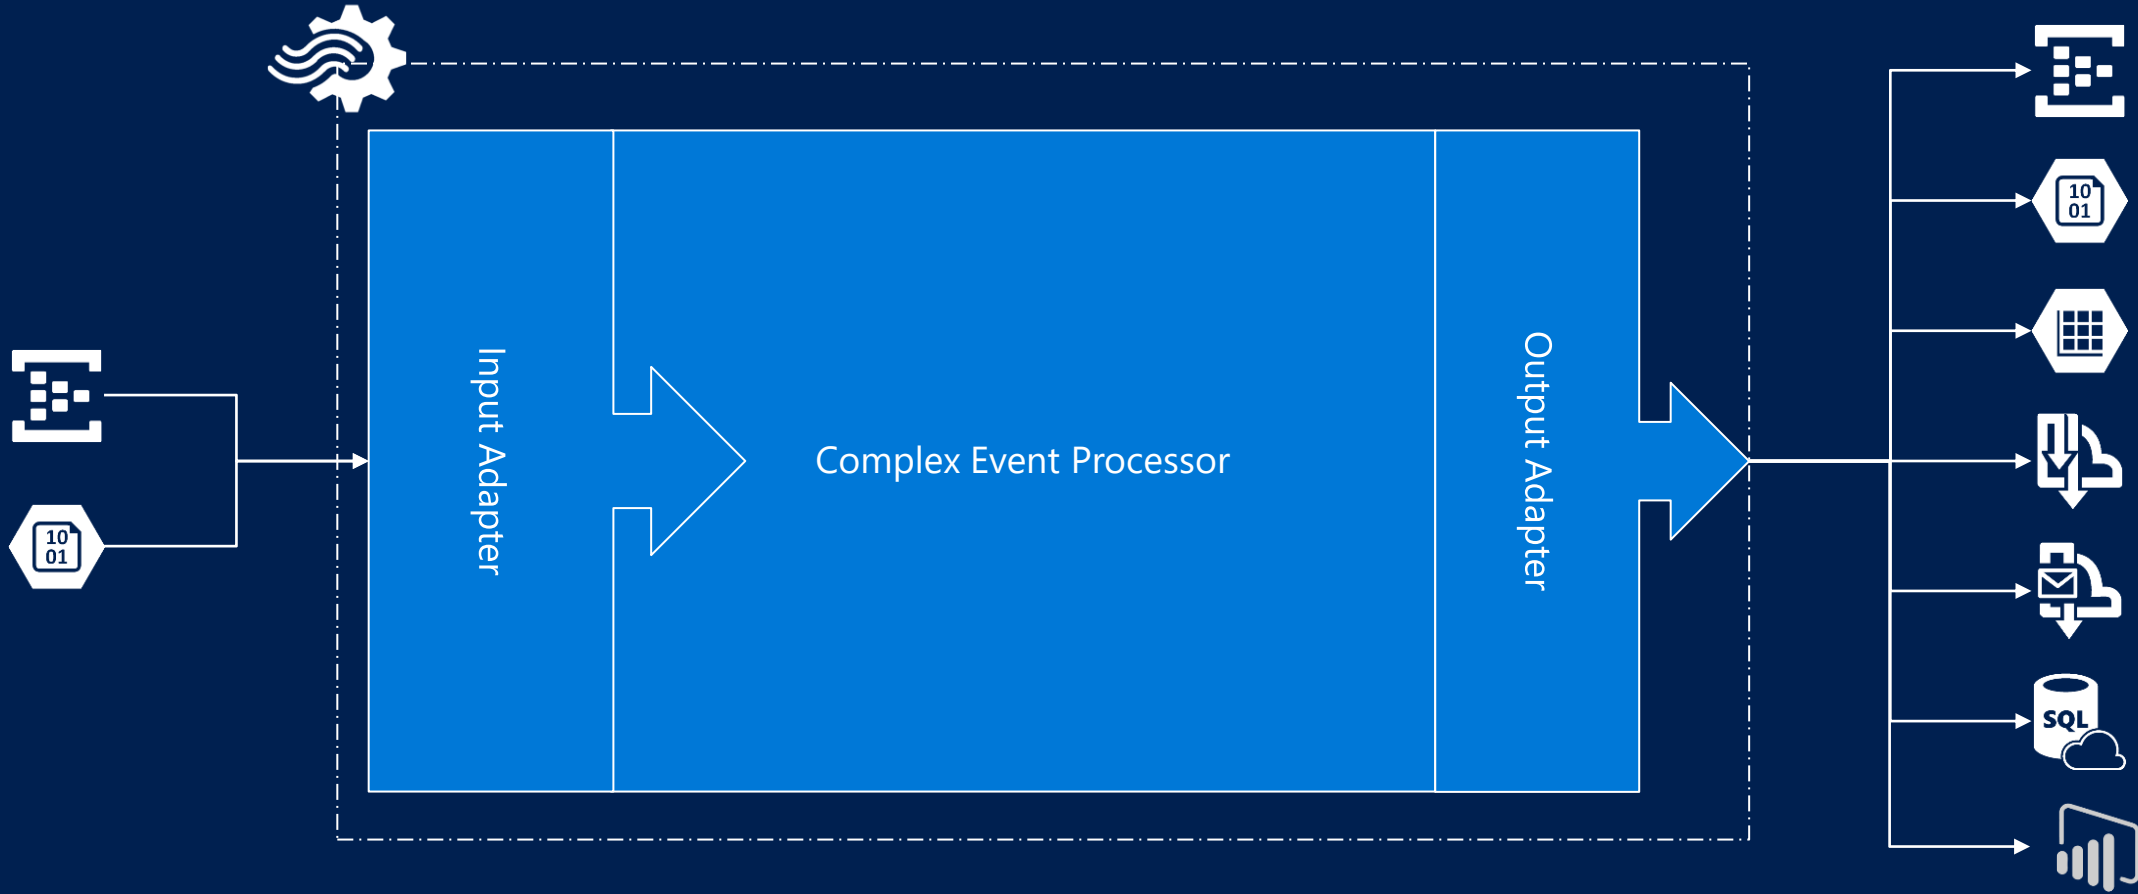 10
01
Input Adapter
Complex Event Processor
Output Adapter
10
01
SQL